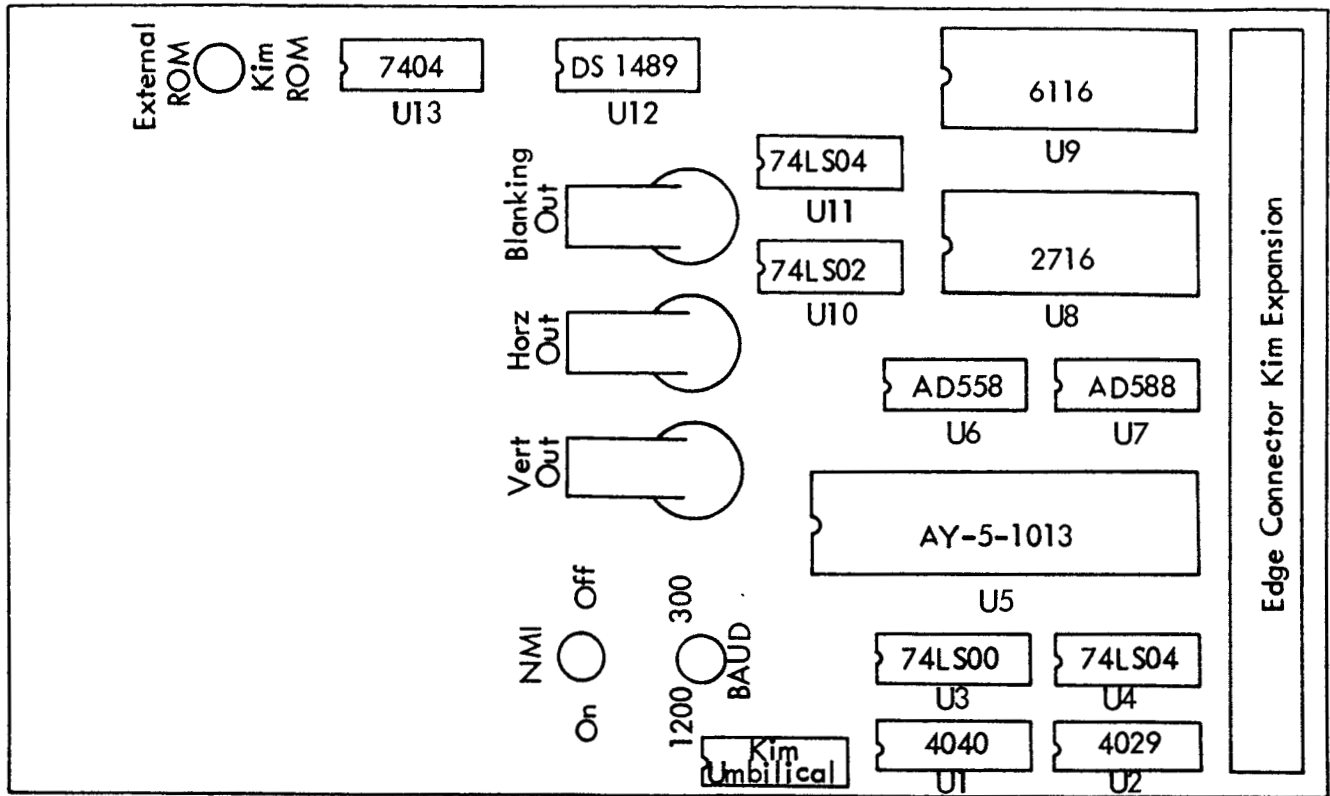 External
ROM
Kim
ROM
7404
U13
DS 1489
U12
6116
U9
74LS04
U11
Blanking
Out
74LS02
U10
2716
U8
Horz
Out
AD558
U6
AD588
U7
Vert
Out
AY-5-1013
U5
Edge Connector Kim Expansion
NMI
Off
On
300
1200
BAUD
74LS00
U3
74LS04
U4
Kim
Umbilical
4040
U1
4029
U2